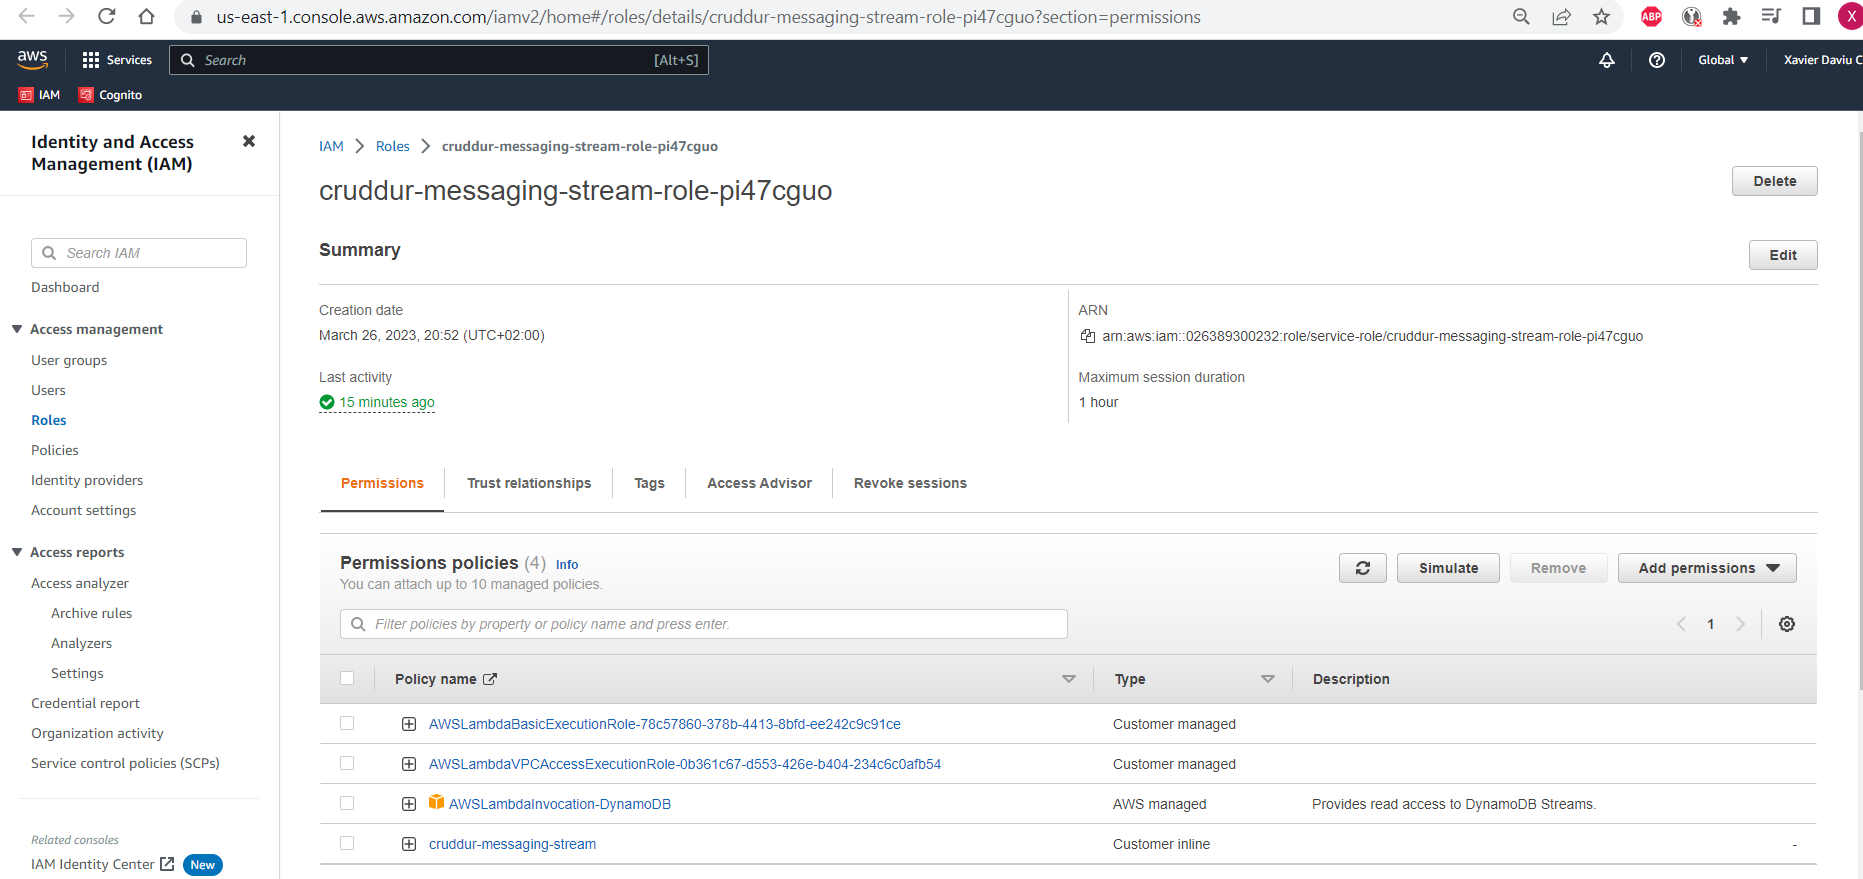 us-east-1.console.aws.amazon.com/iamv2/home#/roles/details/cruddur-messaging-stream-role-pi47cguo?section=permissions
ABP
X
aws
Services
Search
[Alt+S]
Global
Xavier Daviu C
IAM
Cognito
Identity and Access
Management (IAM)
Search IAM
Dashboard
Access management
User groups
Users
Roles
Policies
Identity providers
Account settings
Access reports
Access analyzer
Archive rules
Analyzers
Settings
Credential report
Organization activity
Service control policies (SCPs)
Related consoles
IAM Identity Center New
IAM > Roles > cruddur-messaging-stream-role-pi47cguo
cruddur-messaging-stream-role-pi47cguo
Delete
Summary
Edit
Creation date
March 26, 2023, 20:52 (UTC+02:00)
Last activity
15 minutes ago
ARN
arn:aws:iam::026389300232:role/service-role/cruddur-messaging-stream-role-pi47cguo
Maximum session duration
1 hour
Permissions
Trust relationships
Tags
Access Advisor
Revoke sessions
Permissions policies (4) Info
You can attach up to 10 managed policies.
Simulate
Remove
Add permissions
Filter policies by property or policy name and press enter.
1
Policy name
Type
Description
AWSLambdaBasicExecutionRole-78c57860-378b-4413-8bfd-ee242c9c91ce Customer managed
AWSLambdaVPCAccessExecutionRole-0b361c67-d553-426e-b404-234c6c0afb54 Customer managed
AWSLambdaInvocation-DynamoDB AWS managed Provides read access to DynamoDB Streams.
cruddur-messaging-stream Customer inline -